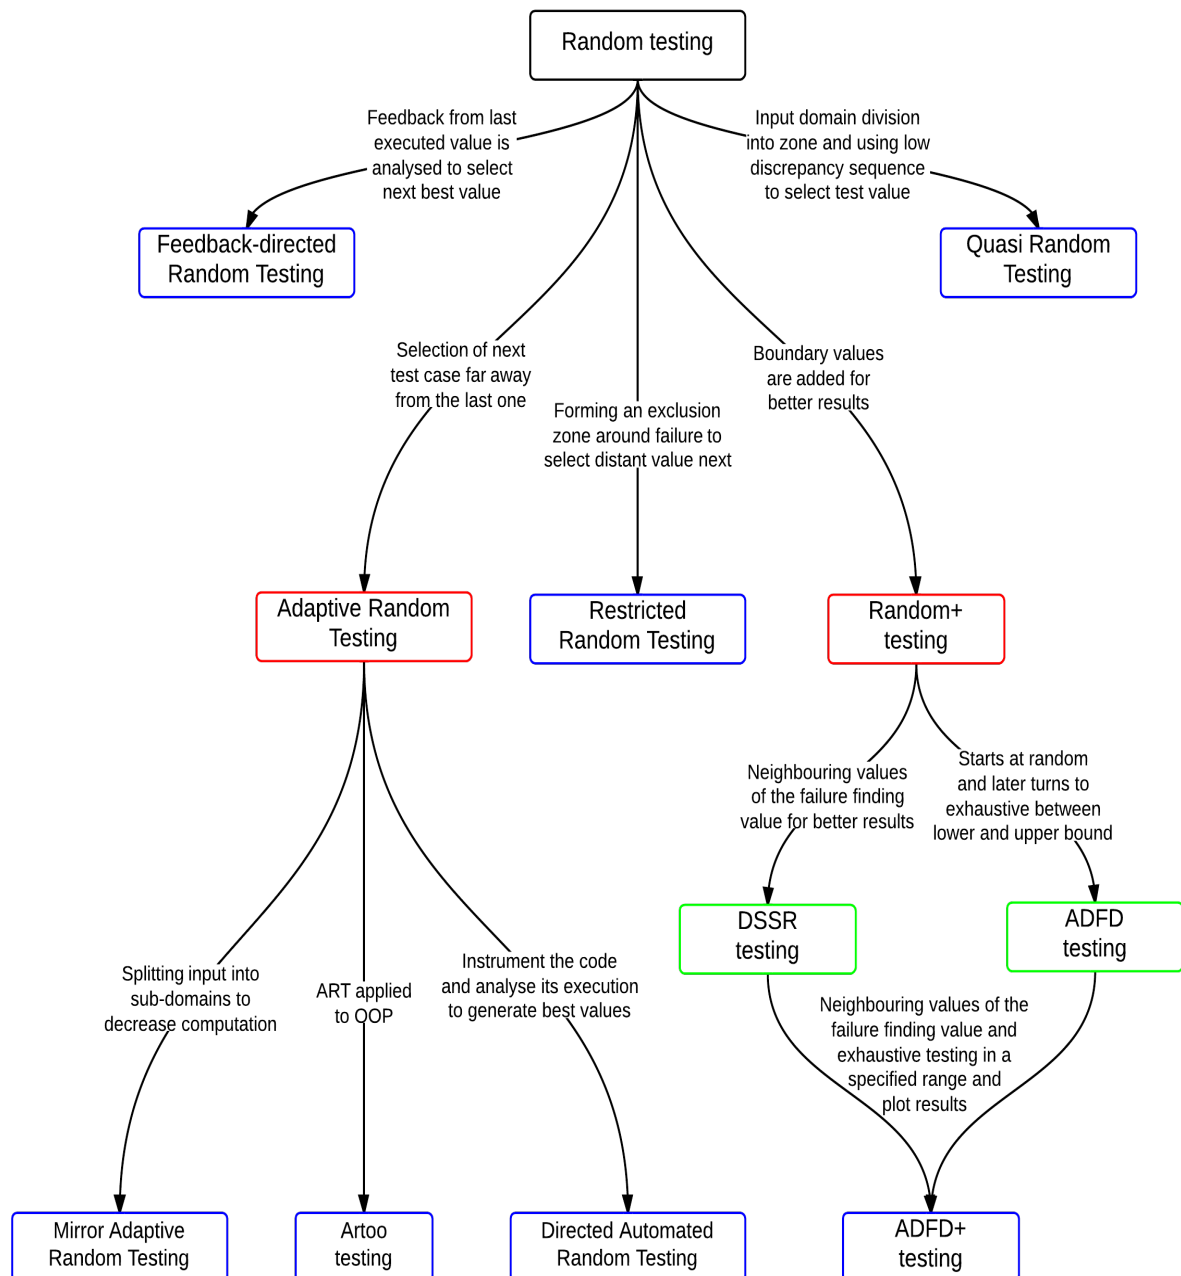 Random testing
Feedback from last
executed value is
analysed to select
next best value
Input domain division
into zone and using low
discrepancy sequence
to select test value
Feedback-directed
Random Testing
Quasi Random
Testing
Selection of next
test case far away
from the last one
Forming an exclusion
zone around failure to
select distant value next
Boundary values
are added for
better results
Adaptive Random
Testing
Restricted
Random Testing
Random+
testing
Neighbouring values
of the failure finding
value for better results
Starts at random
and later turns to
exhaustive between
lower and upper bound
DSSR
testing
ADFD
testing
Splitting input into
sub-domains to
decrease computation
ART applied
to OOP
Instrument the code
and analyse its execution
to generate best values
Neighbouring values of the
failure finding value and
exhaustive testing in a
specified range and
plot results
Mirror Adaptive
Random Testing
Artoo
testing
Directed Automated
Random Testing
ADFD+
testing